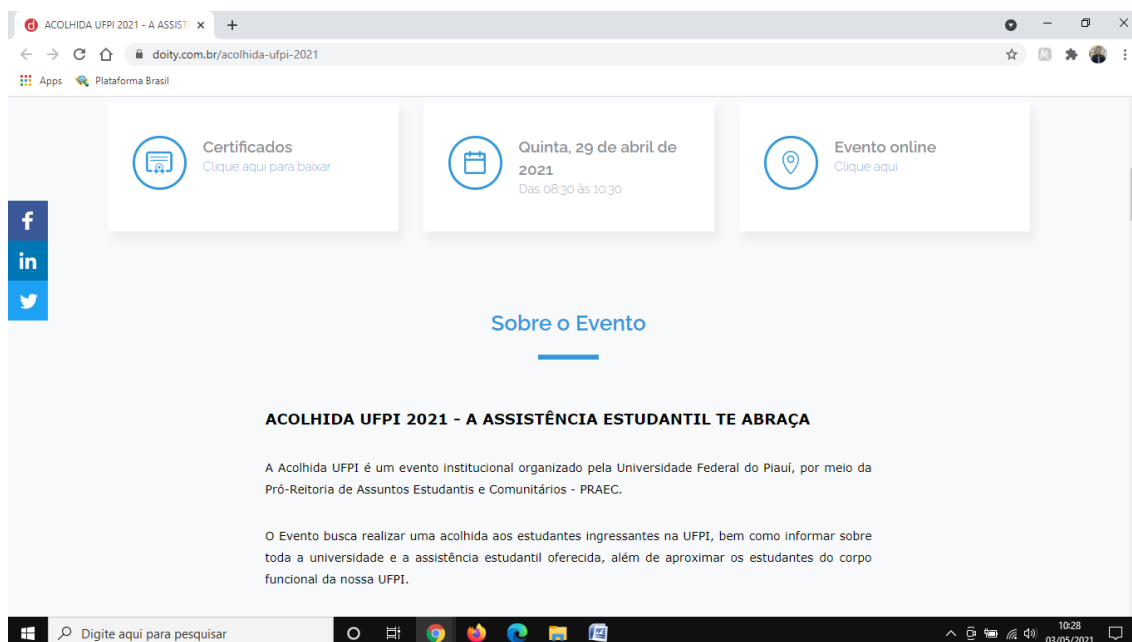 ACOLHIDA UFPI 2021 - A ASSIST
doity.com.br/acolhida-ufpi-2021
Apps Plataforma Brasil
Certificados
Clique aqui para baixar
Quinta, 29 de abril de
2021
Das 08:30 às 10:30
Evento online
Clique aqui
f
in
Sobre o Evento
ACOLHIDA UFPI 2021 - A ASSISTÊNCIA ESTUDANTIL TE ABRAÇA
A Acolhida UFPI é um evento institucional organizado pela Universidade Federal do Piauí, por meio da
Pró-Reitoria de Assuntos Estudantis e Comunitários - PRAEC.
O Evento busca realizar uma acolhida aos estudantes ingressantes na UFPI, bem como informar sobre
toda a universidade e a assistência estudantil oferecida, além de aproximar os estudantes do corpo
funcional da nossa UFPI.
Digite aqui para pesquisar
10:28
03/05/2021